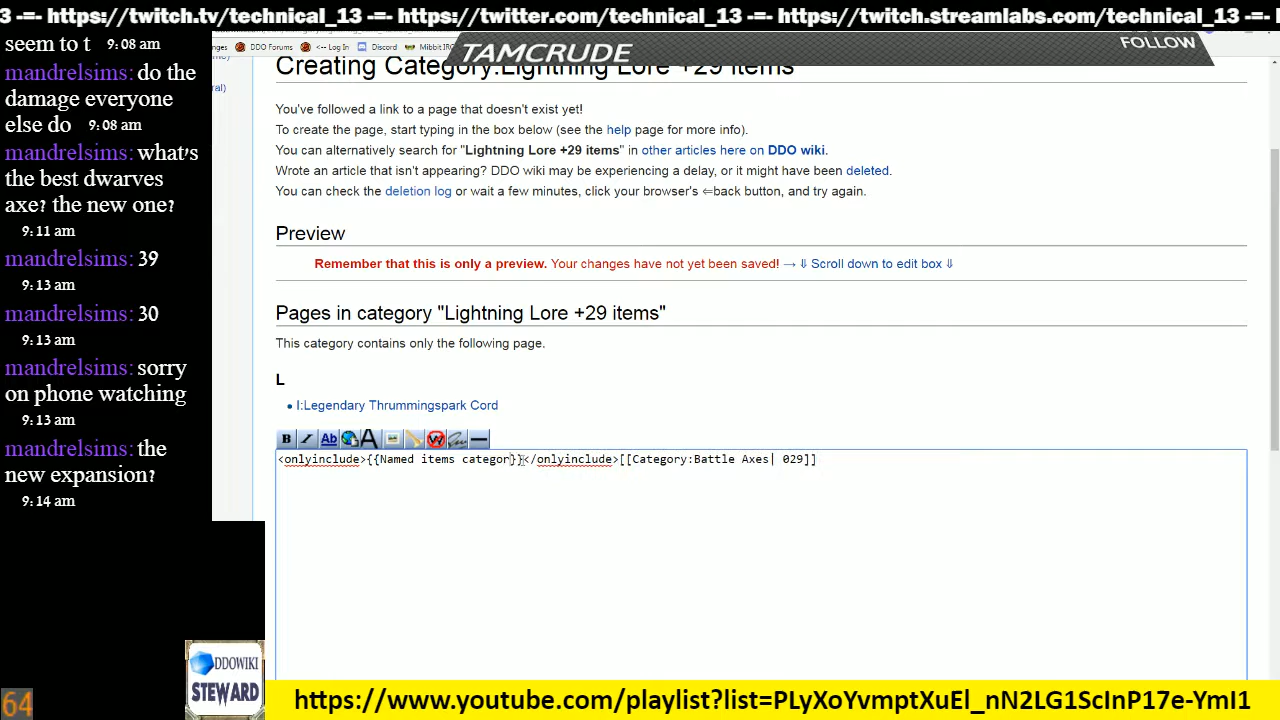 3 -=- https://twitch.tv/technical_13 -=- https://twitter.com/technical_13 -=- https://twitch.streamlabs.com/technical_13 -=- 
seem to t 9:08 am
mandrelsims: do the
damage everyone
else do 9:08 am
mandrelsims: what's
the best dwarves
axe? the new one?
9:11 am
mandrelsims: 39
9:13 am
mandrelsims: 30
9:13 am
mandrelsims: sorry
on phone watching
9:13 am
mandrelsims: the
new expansion?
9:14 am
DDO Forums <-- Log In Discord Mibbit IRC
TAMCRUDE
FOLLOW
Creating Category:Lightning Lore +29 items
You've followed a link to a page that doesn't exist yet!
To create the page, start typing in the box below (see the help page for more info).
You can alternatively search for "Lightning Lore +29 items" in other articles here on DDO wiki.
Wrote an article that isn't appearing? DDO wiki may be experiencing a delay, or it might have been deleted.
You can check the deletion log or wait a few minutes, click your browser's ⇐back button, and try again.
Preview
Remember that this is only a preview. Your changes have not yet been saved! → ⇓ Scroll down to edit box ⇓
Pages in category "Lightning Lore +29 items"
This category contains only the following page.
L
• I:Legendary Thrummingspark Cord
B I Ab A W
<onlyinclude>{{Named items categor}}</onlyinclude>[[Category:Battle Axes| 029]]
DDOWIKI
STEWARD
64
https://www.youtube.com/playlist?list=PLyXoYvmptXuEl_nN2LG1ScInP17e-YmI1